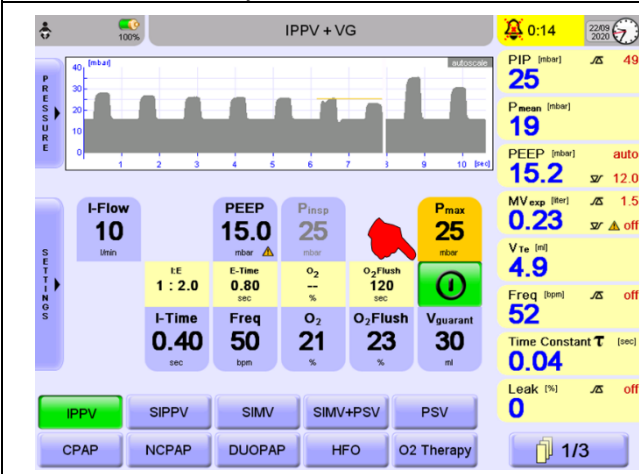 100%
IPPV + VG
0:14
22/09
2020
PRESSURE
[mbar]
autoscale
40
30
20
10
0
1 2 3 4 5 6 7 8 9 10 [sec]
PIP [mbar] 49
25
Pmean [mbar]
19
PEEP [mbar] auto
15.2 12.0
MVexp [liter] 1.5
0.23 off
VTe [ml]
4.9
Freq [bpm] off
52
Time Constant T [sec]
0.04
Leak [%] off
0
1/3
SETTINGS
I-Flow PEEP Pinsp Pmax
10 15.0 25 25
l/min mbar mbar mbar
I:E E-Time O2 O2Flush
1 : 2.0 0.80 -- 120
sec % sec
I-Time Freq O2 O2Flush Vguarant
0.40 50 21 23 30
sec bpm % % ml
IPPV SIPPV SIMV SIMV+PSV PSV
CPAP NCPAP DUOPAP HFO O2 Therapy